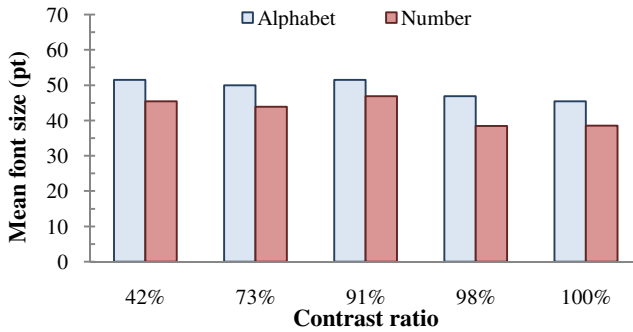 Alphabet Number
Mean font size (pt)
70
60
50
40
30
20
10
0
42% 73% 91% 98% 100%
Contrast ratio